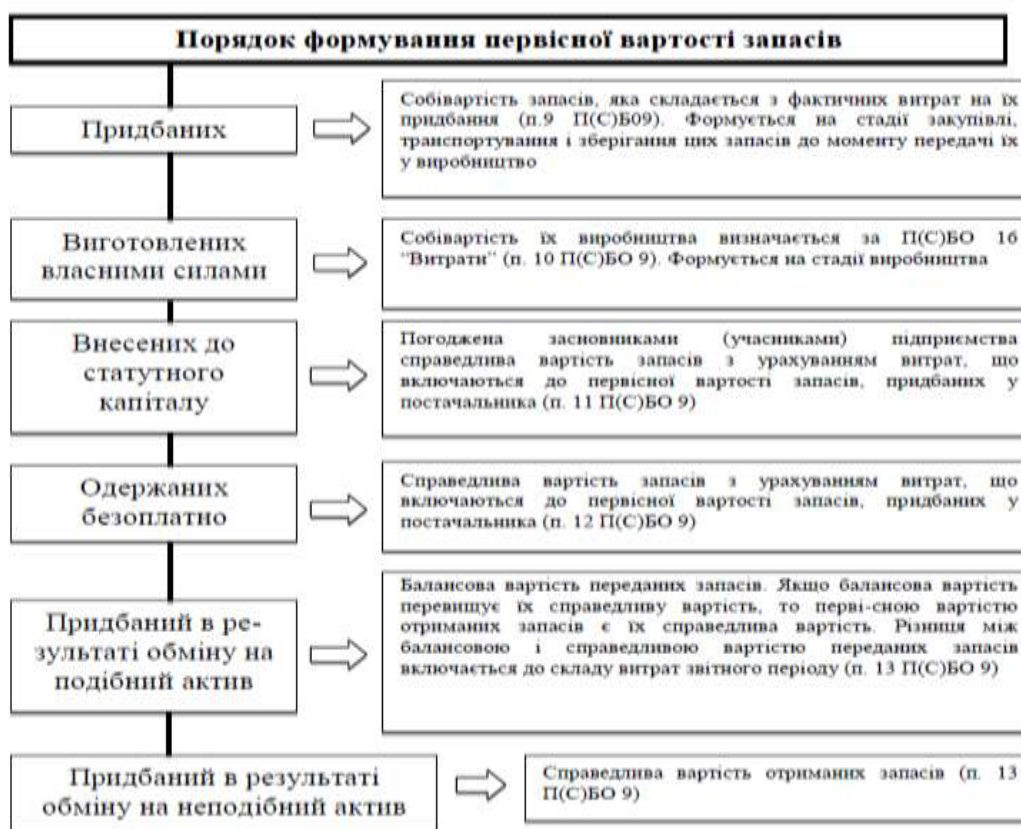 Порядок формування первісної вартості запасів
Придбаних
Собівартість запасів, яка складається з фактичних витрат на їх
придбання (п.9 П(С)Б09). Формується на стадії закупівлі,
транспортування і зберігання цих запасів до моменту передачі їх
у виробництво
Виготовлених
власними силами
Собівартість їх виробництва визначається за П(С)БО 16
"Витрати" (п. 10 П(С)БО 9). Формується на стадії виробництва
Внесених до
статутного
капіталу
Погоджена засновниками (учасниками) підприємства
справедлива вартість запасів з урахуванням витрат, що
включаються до первісної вартості запасів, придбаних у
постачальника (п. 11 П(С)БО 9)
Одержаних
безоплатно
Справедлива вартість запасів з урахуванням витрат, що
включаються до первісної вартості запасів, придбаних у
постачальника (п. 12 П(С)БО 9)
Придбаний в ре-
зультаті обміну на
подібний актив
Балансова вартість переданих запасів. Якщо балансова вартість
перевищує їх справедливу вартість, то перві-сною вартістю
отриманих запасів є їх справедлива вартість. Різниця між
балансовою і справедливою вартістю переданих запасів
включається до складу витрат звітного періоду (п. 13 П(С)БО 9)
Придбаний в результаті
обміну на неподібний актив
Справедлива вартість отриманих запасів (п. 13
П(С)БО 9)